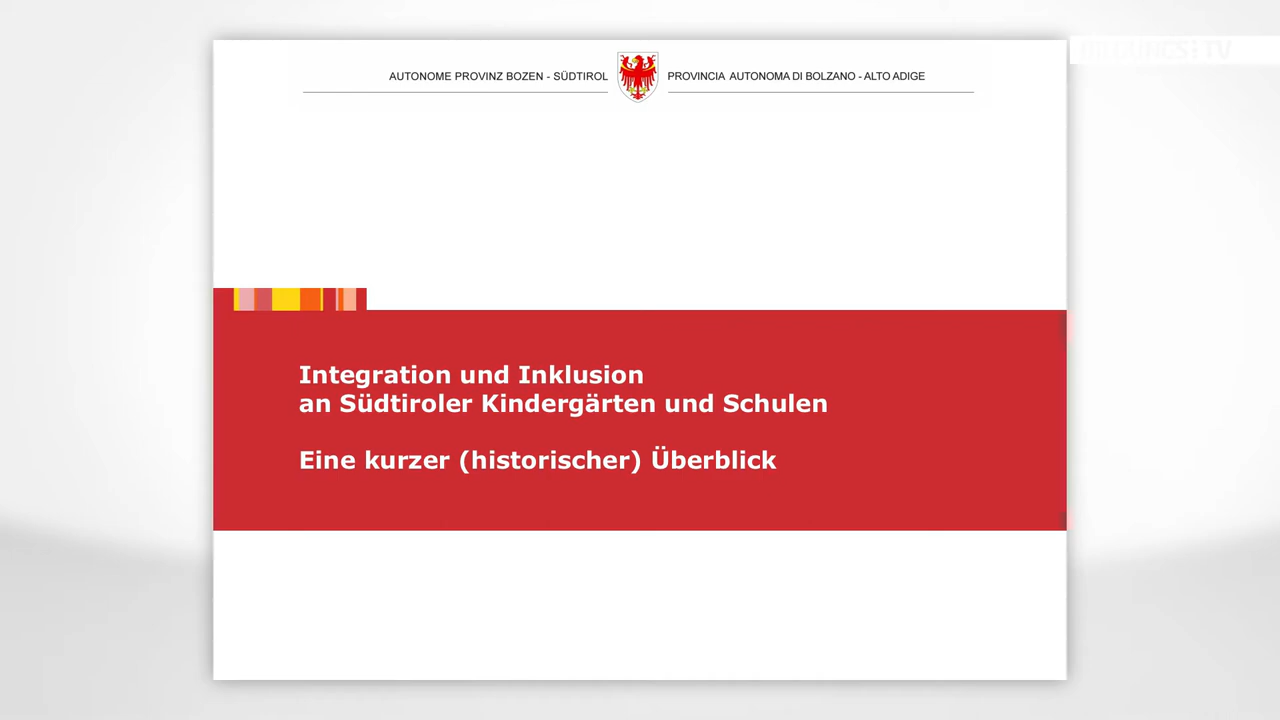 AUTONOME PROVINZ BOZEN - SÜDTIROL
PROVINCIA AUTONOMA DI BOLZANO - ALTO ADIGE
Integration und Inklusion
an Südtiroler Kindergärten und Schulen
Eine kurzer (historischer) Überblick